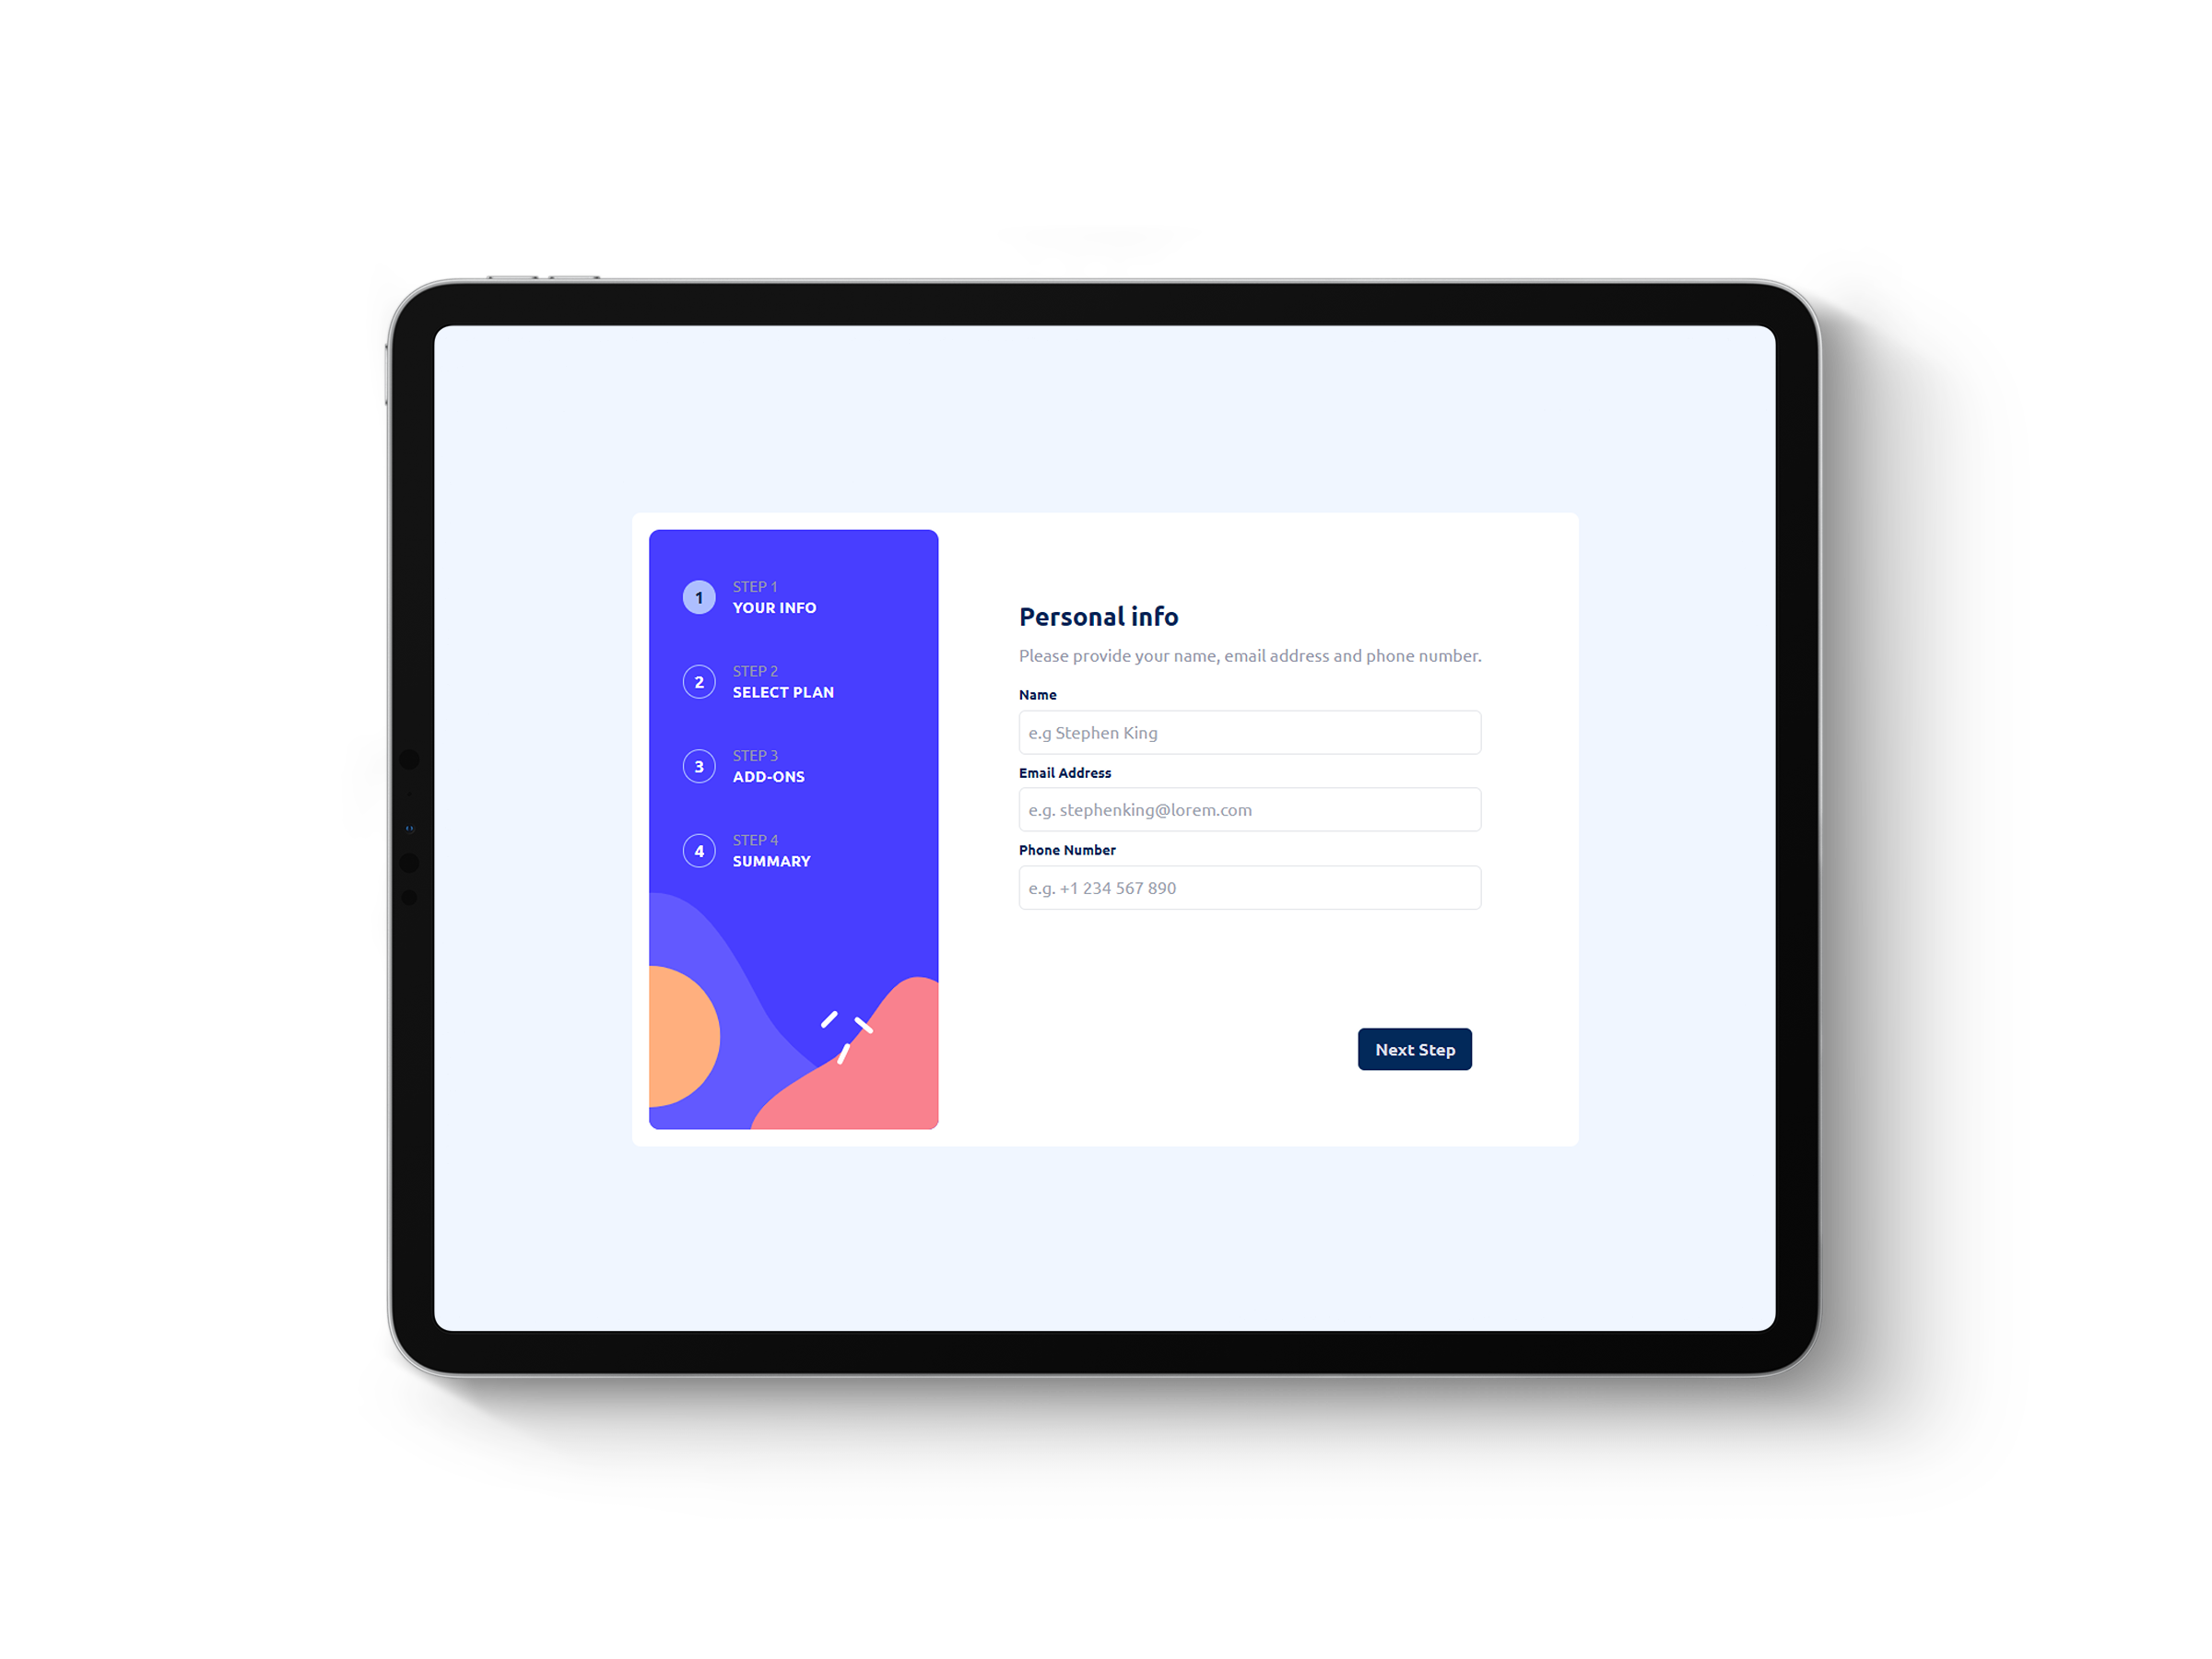 1
STEP 1
YOUR INFO
2
STEP 2
SELECT PLAN
3
STEP 3
ADD-ONS
4
STEP 4
SUMMARY
Personal info
Please provide your name, email address and phone number.
Name
e.g Stephen King
Email Address
e.g. stephenking@lorem.com
Phone Number
e.g. +1 234 567 890
Next Step